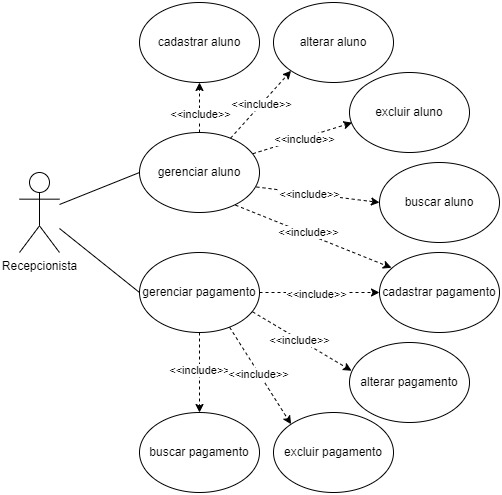 cadastrar aluno
alterar aluno
<<include>>
<<include>>
excluir aluno
<<include>>
gerenciar aluno
<<include>>
buscar aluno
<<include>>
Recepcionista
gerenciar pagamento
<<include>>
cadastrar pagamento
<<include>>
<<include>>
<<include>>
alterar pagamento
buscar pagamento
excluir pagamento